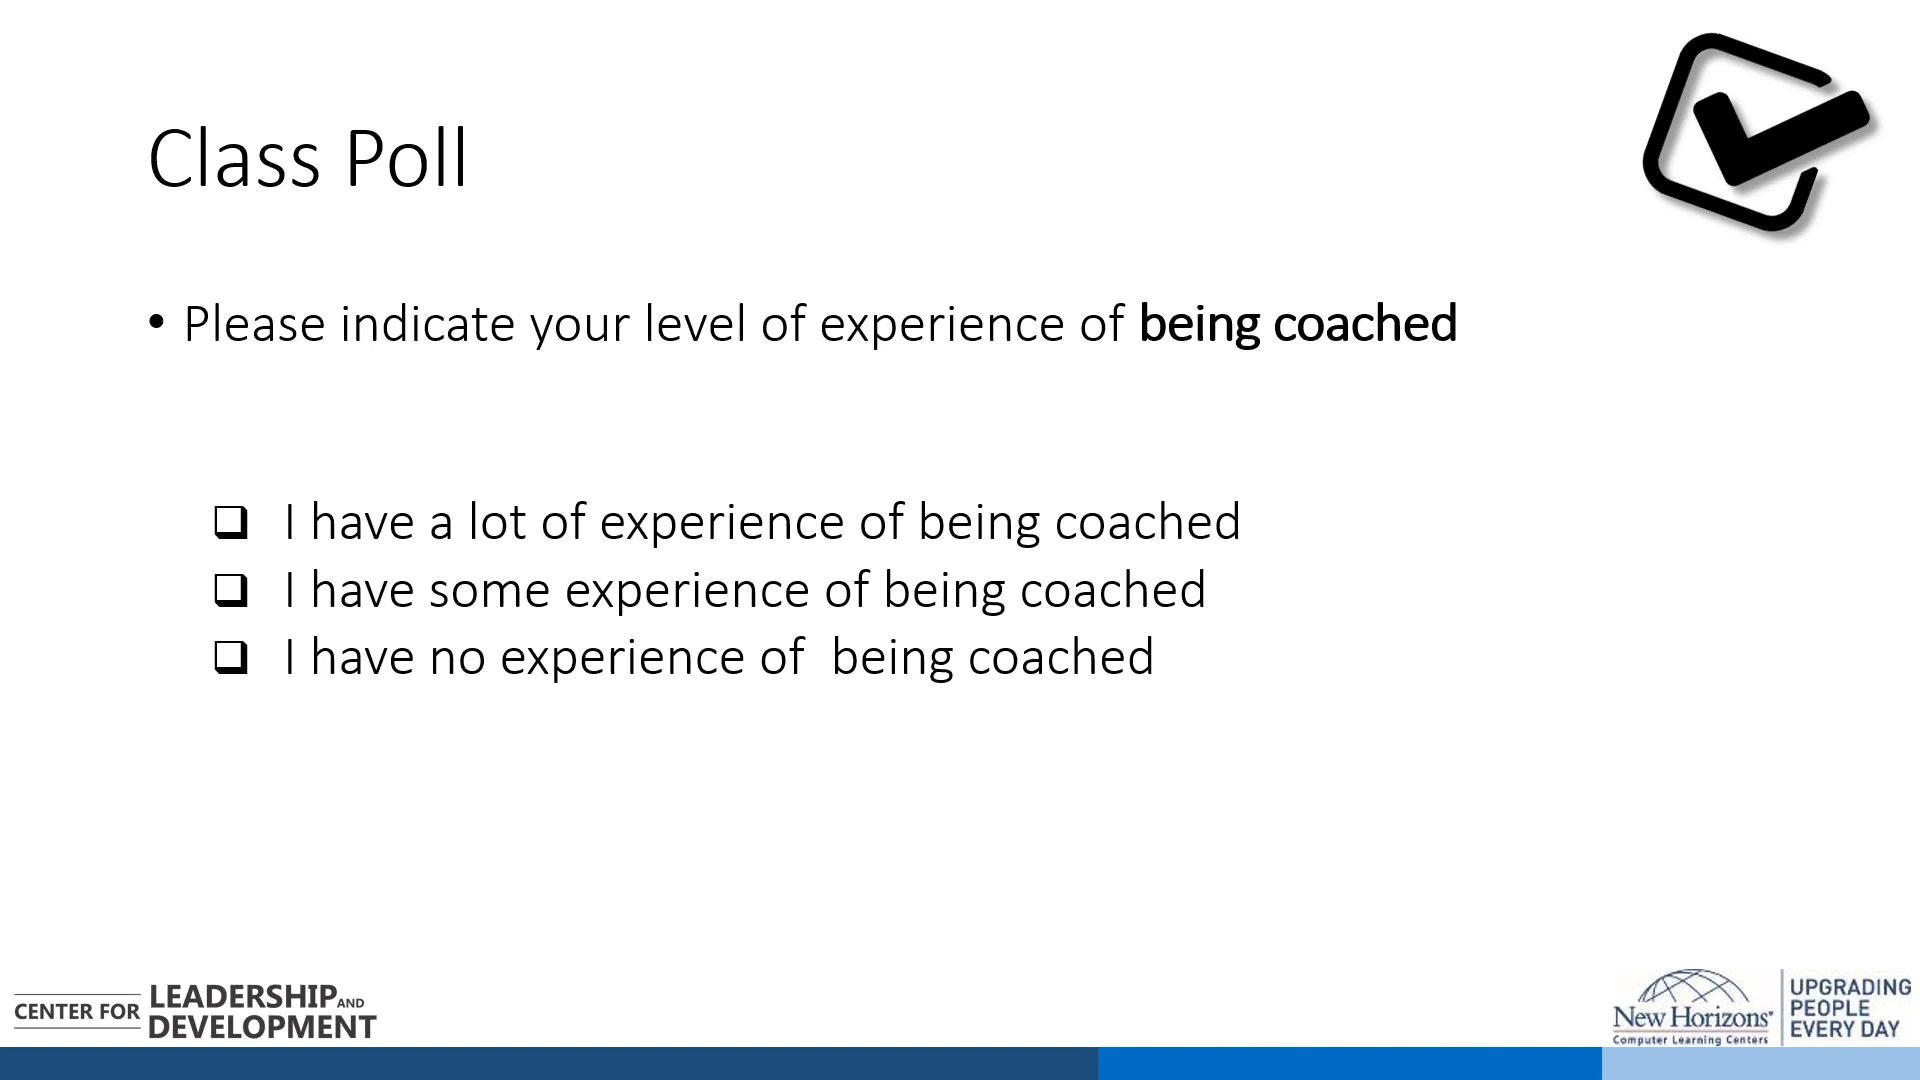 Class Poll
• Please indicate your level of experience of being coached
❑ I have a lot of experience of being coached
❑ I have some experience of being coached
❑ I have no experience of  being coached
CENTER FOR LEADERSHIP AND DEVELOPMENT
New Horizons®
Computer Learning Centers
UPGRADING
PEOPLE
EVERY DAY